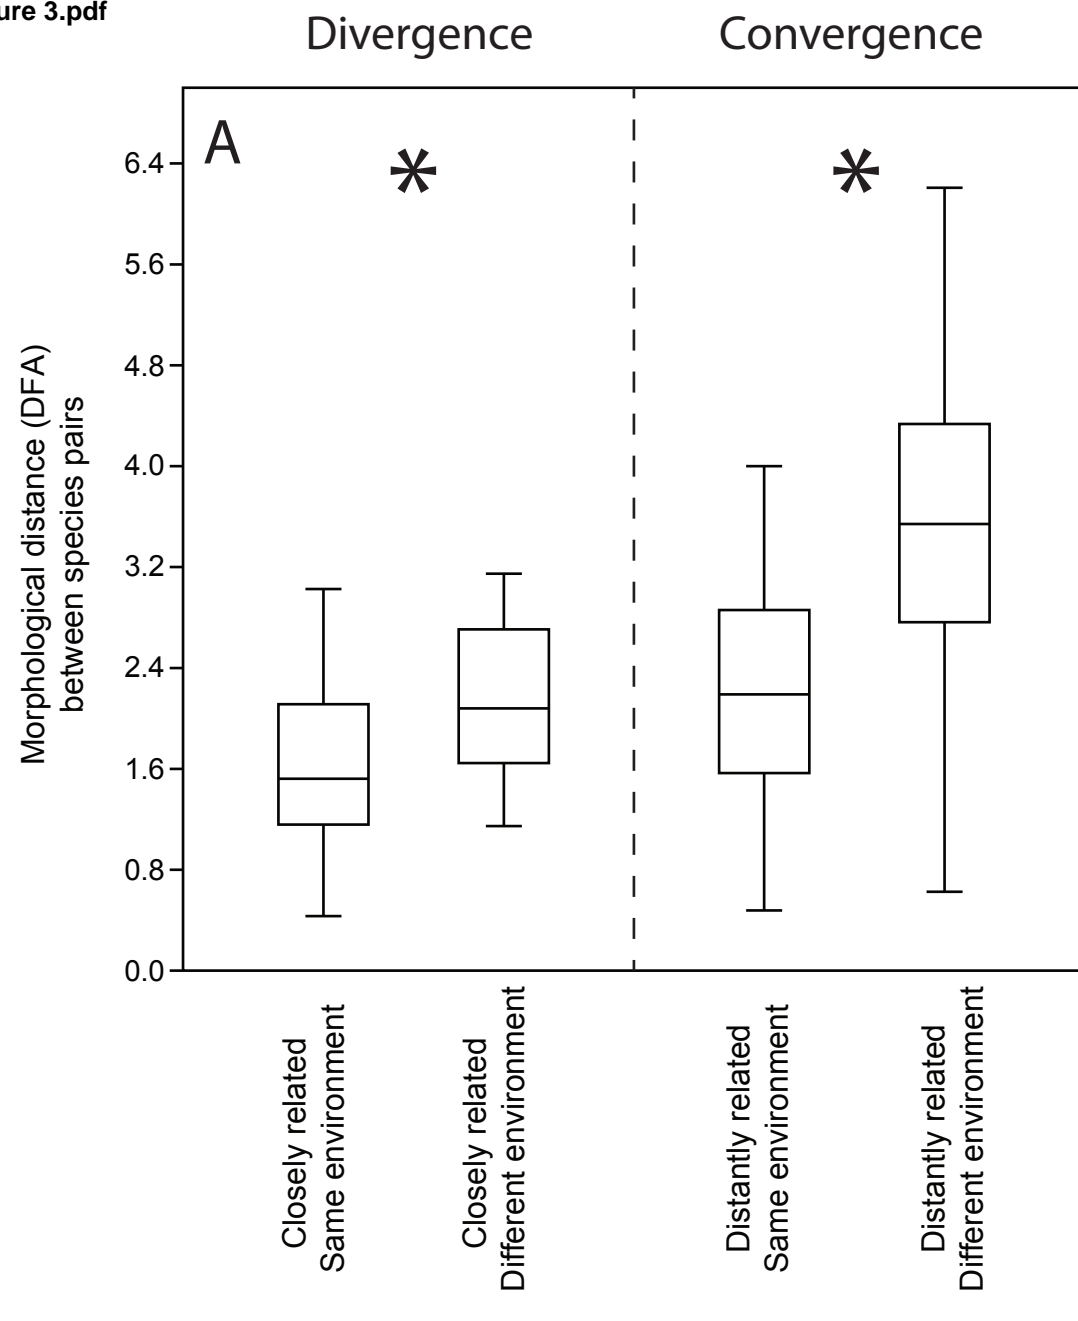 ure 3.pdf
Divergence
Convergence
A
*
*
6.4
5.6
4.8
4.0
3.2
2.4
1.6
0.8
0.0
Morphological distance (DFA)
between species pairs
Closely related
Same environment
Closely related
Different environment
Distantly related
Same environment
Distantly related
Different environment